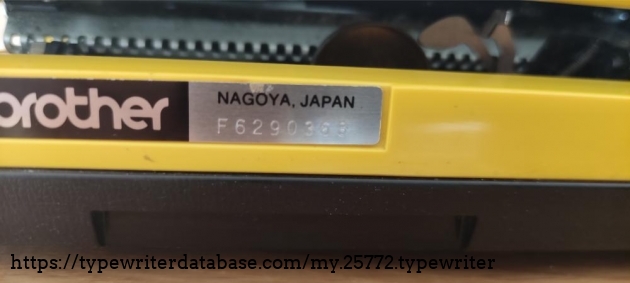 brother
NAGOYA, JAPAN
https://typewriterdatabase.com/my.25772.typewriter